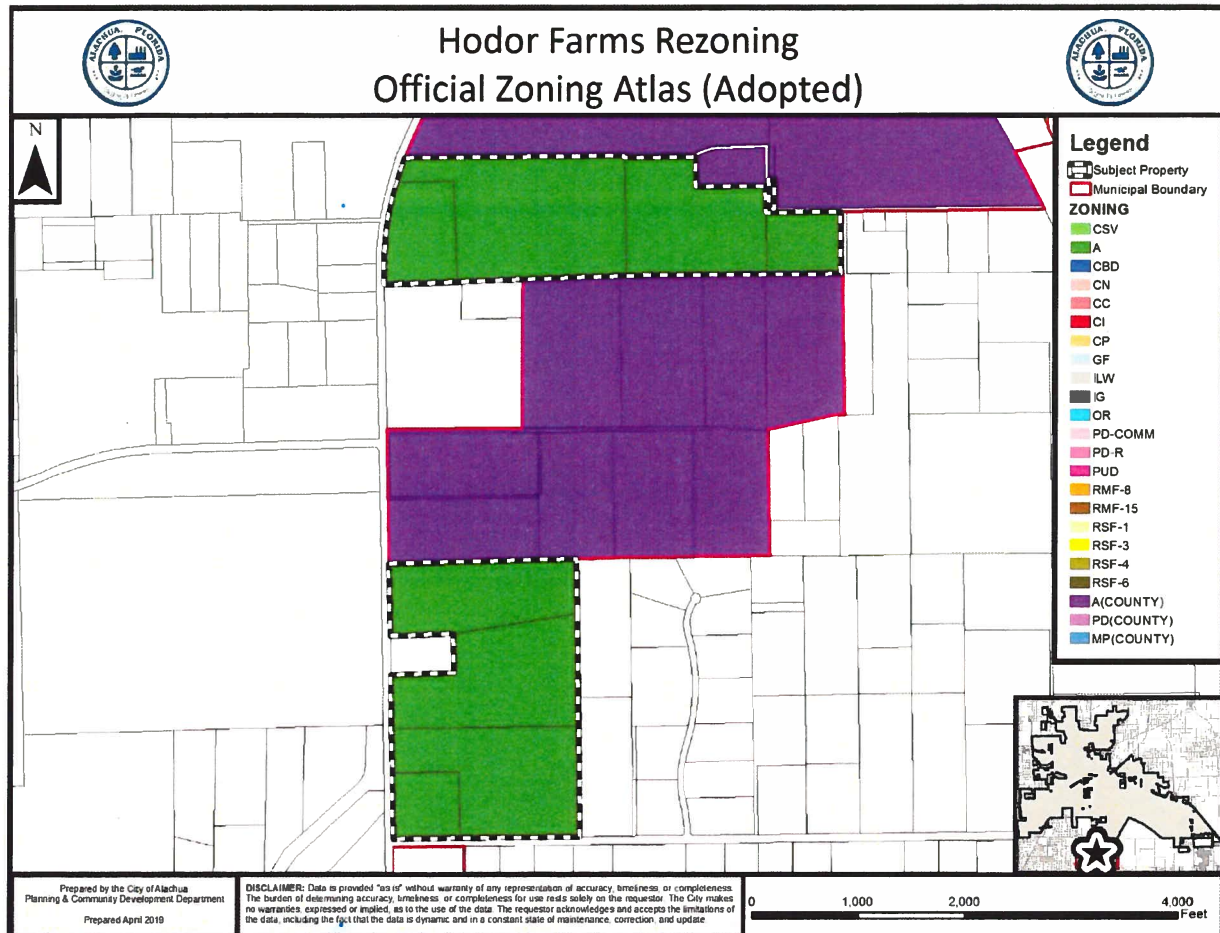 Hodor Farms Rezoning
Official Zoning Atlas (Adopted)
ALACHUA, FLORIDA
ALACHUA, FLORIDA
N
Legend
Subject Property
Municipal Boundary
ZONING
CSV
A
CBD
CN
CC
CI
CP
GF
ILW
IG
OR
PD-COMM
PD-R
PUD
RMF-8
RMF-15
RSF-1
RSF-3
RSF-4
RSF-6
A(COUNTY)
PD(COUNTY)
MP(COUNTY)
Prepared by the City of Alachua
Planning & Community Development Department
Prepared April 2019
DISCLAIMER: Data is provided "as is" without warranty of any representation of accuracy, timeliness, or completeness.
The burden of determining accuracy, timeliness or completeness for use rests solely on the requestor. The City makes
no warranties, expressed or implied, as to the use of the data. The requestor acknowledges and accepts the limitations of
the data, including the fact that the data is dynamic and in a constant state of maintenance, correction, and update
0 1,000 2,000 4,000
Feet